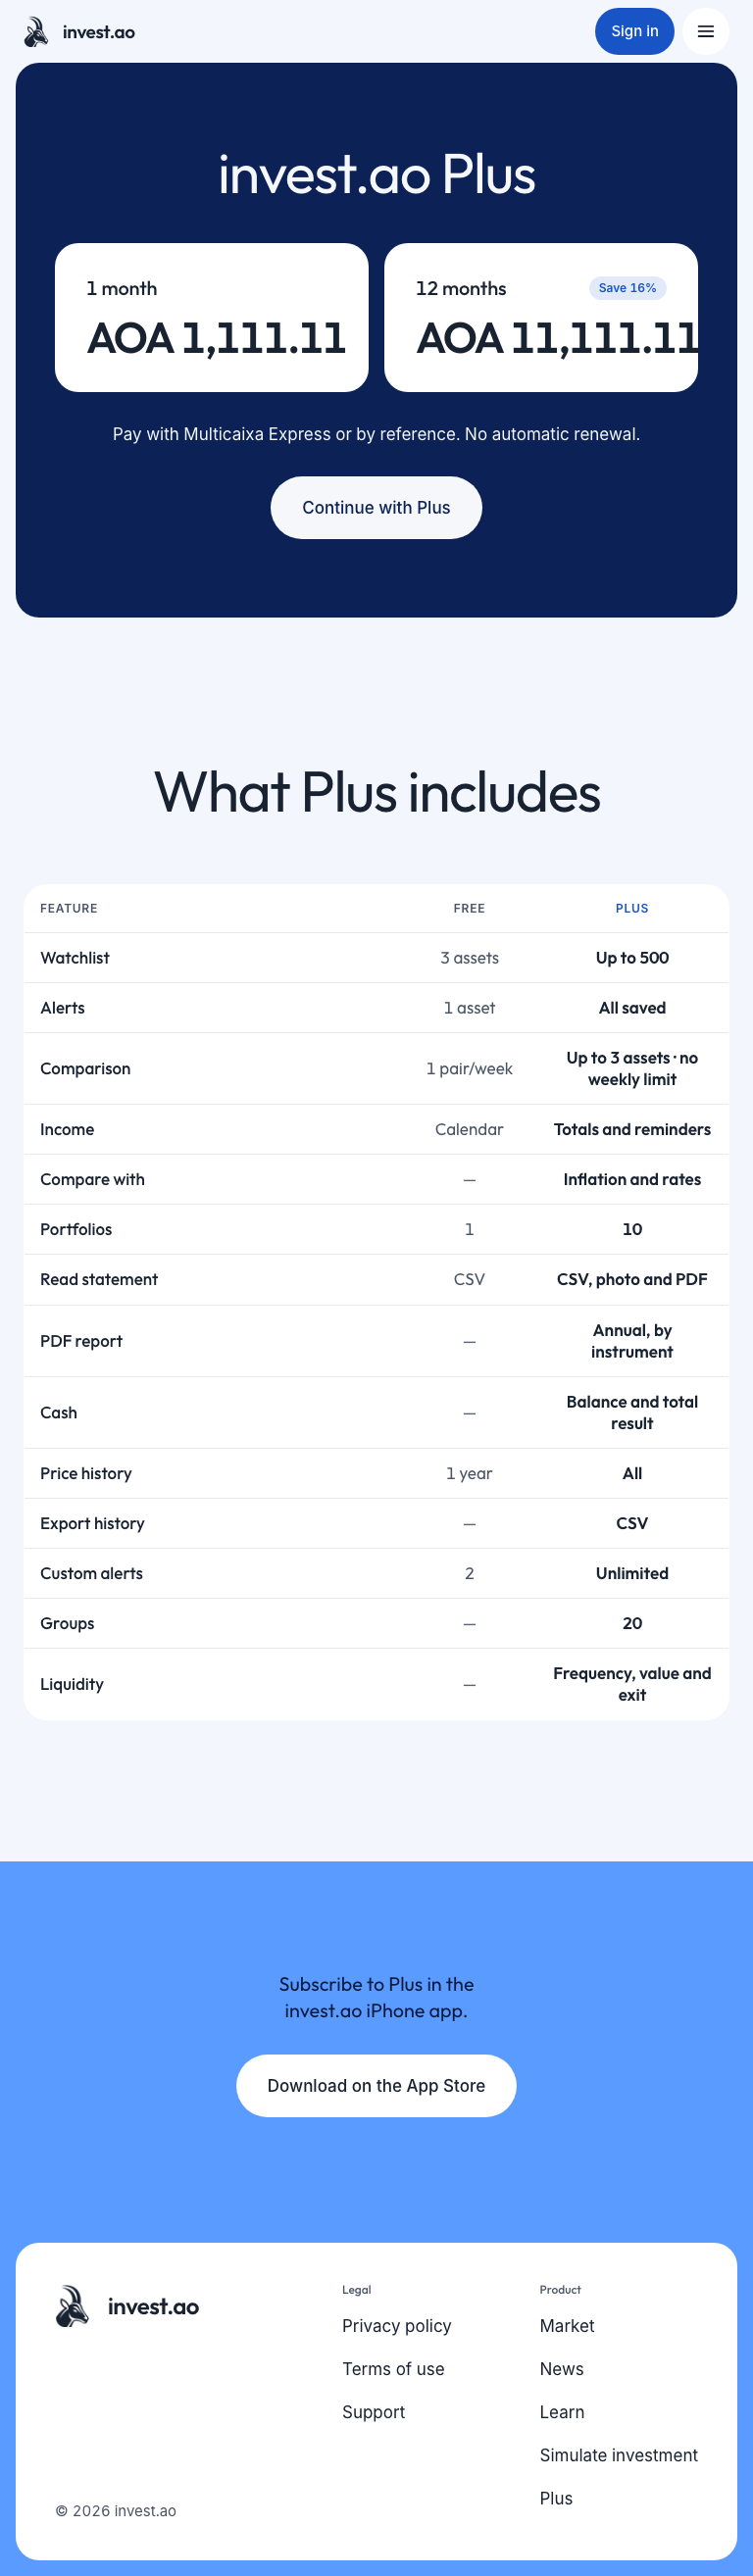 invest.ao
Sign in
invest.ao Plus
1 month
AOA 1,111.11
12 months
Save 16%
AOA 11,111.11
Pay with Multicaixa Express or by reference. No automatic renewal.
Continue with Plus
What Plus includes
FEATURE FREE PLUS
Watchlist 3 assets Up to 500
Alerts 1 asset All saved
Comparison 1 pair/week Up to 3 assets · no
weekly limit
Income Calendar Totals and reminders
Compare with — Inflation and rates
Portfolios 1 10
Read statement CSV CSV, photo and PDF
PDF report — Annual, by
instrument
Cash — Balance and total
result
Price history 1 year All
Export history — CSV
Custom alerts 2 Unlimited
Groups — 20
Liquidity — Frequency, value and
exit
Subscribe to Plus in the
invest.ao iPhone app.
Download on the App Store
invest.ao
Legal
Privacy policy
Terms of use
Support
Product
Market
News
Learn
Simulate investment
Plus
© 2026 invest.ao